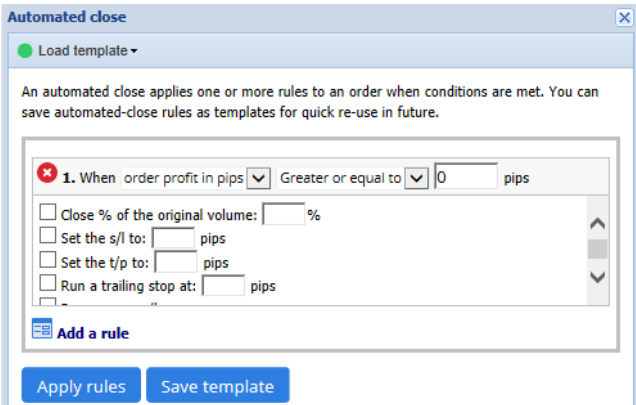 Automated close
Load template
An automated close applies one or more rules to an order when conditions are met. You can
save automated-close rules as templates for quick re-use in future.
1. When order profit in pips Greater or equal to 0 pips
Close % of the original volume: %
Set the s/l to: pips
Set the t/p to: pips
Run a trailing stop at: pips
Add a rule
Apply rules Save template